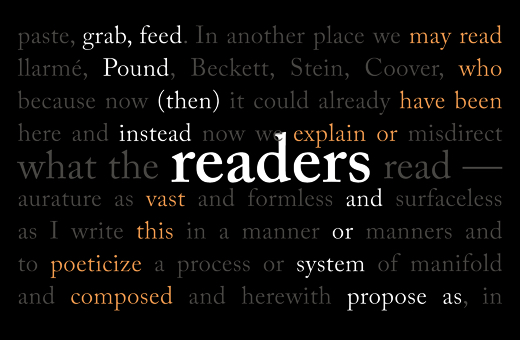 paste, grab, feed. In another place we may read
llarmé, Pound, Beckett, Stein, Coover, who
because now (then) it could already have been
here and instead now we explain or misdirect
what the readers read —
aurature as vast and formless and surfaceless
as I write this in a manner or manners and
to poeticize a process or system of manifold
and composed and herewith propose as, in